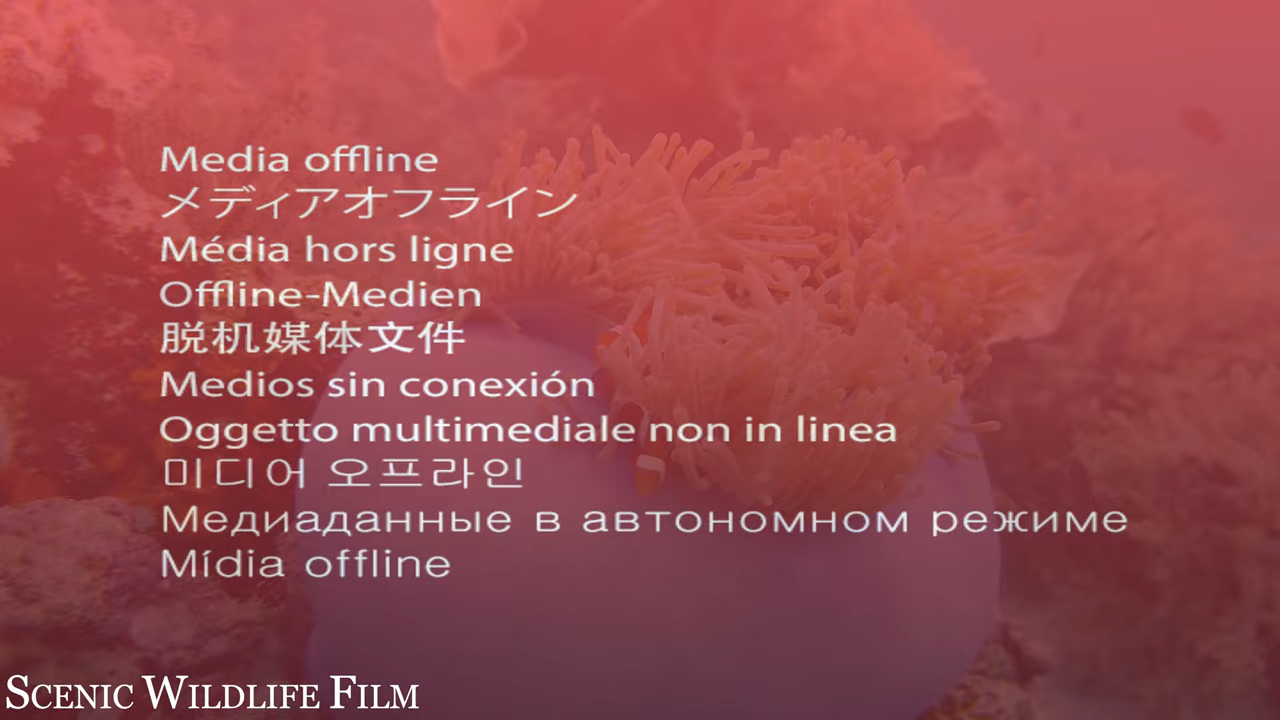 Media offline
メディアオフライン
Média hors ligne
Offline-Medien
脱机媒体文件
Medios sin conexión
Oggetto multimediale non in linea
미디어 오프라인
Медиаданные в автономном режиме
Mídia offline
SCENIC WILDLIFE FILM